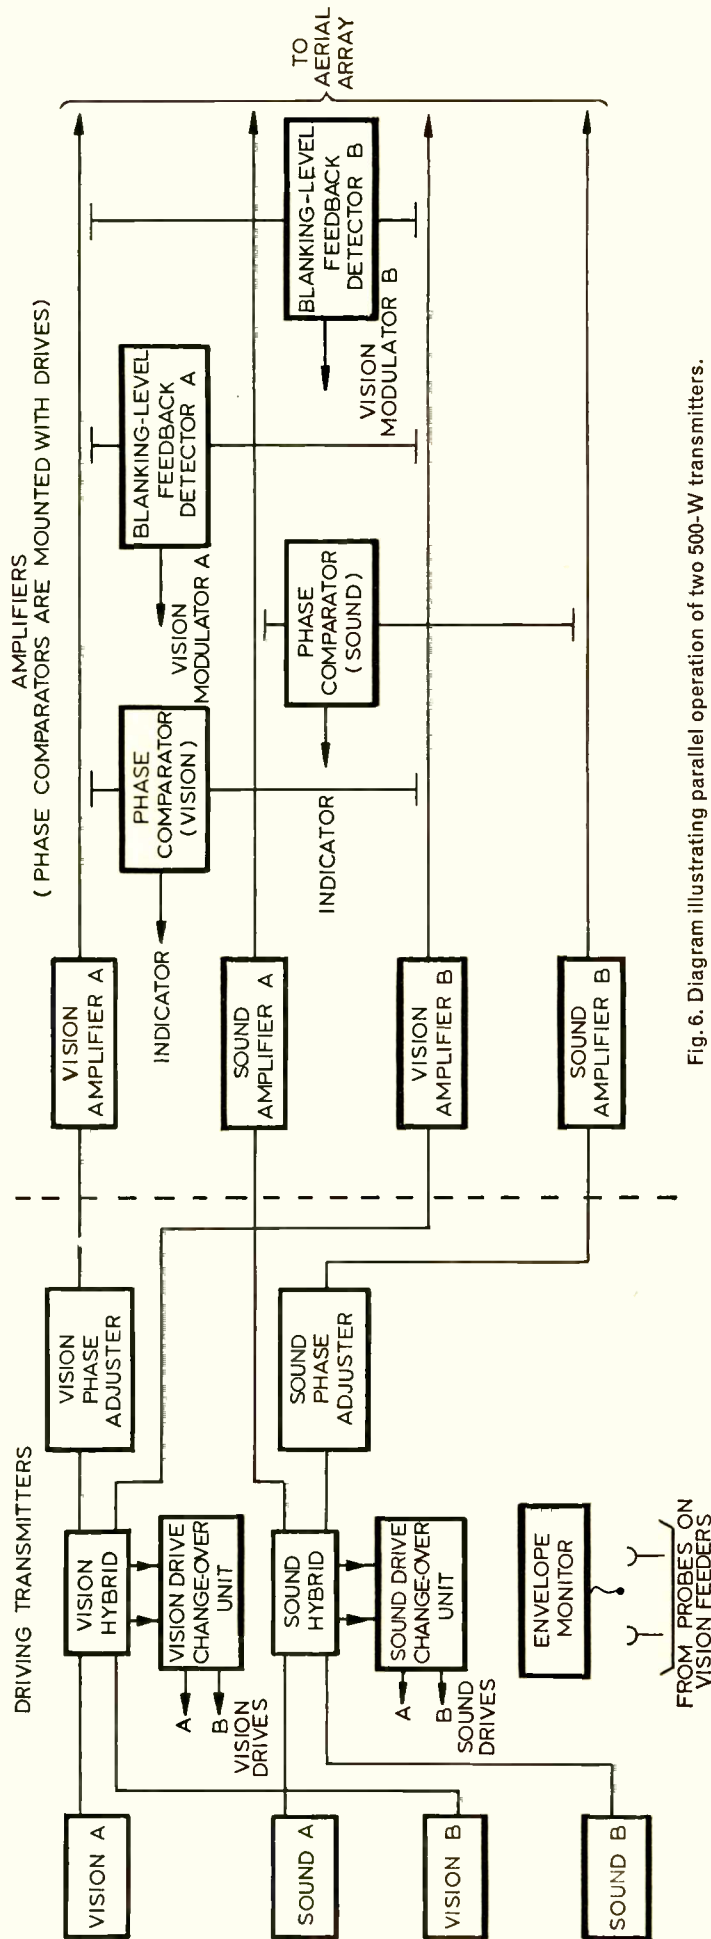 DRIVING TRANSMITTERS
AMPLIFIERS
( PHASE COMPARATORS ARE MOUNTED WITH DRIVES)
VISION A
SOUND A
VISION B
SOUND B
VISION
HYBRID
VISION DRIVE
CHANGE-OVER
UNIT
A
B
VISION
DRIVES
SOUND
HYBRID
SOUND DRIVE
CHANGE-OVER
UNIT
A
B
SOUND
DRIVES
ENVELOPE
MONITOR
FROM PROBES ON
VISION FEEDERS
VISION
PHASE
ADJUSTER
SOUND
PHASE
ADJUSTER
VISION
AMPLIFIER A
SOUND
AMPLIFIER A
VISION
AMPLIFIER B
SOUND
AMPLIFIER B
PHASE
COMPARATOR
(VISION)
INDICATOR
PHASE
COMPARATOR
( SOUND)
INDICATOR
BLANKING-LEVEL
FEEDBACK
DETECTOR A
VISION
MODULATOR A
BLANKING-LEVEL
FEEDBACK
DETECTOR B
VISION
MODULATOR B
TO
AERIAL
ARRAY
Fig. 6. Diagram illustrating parallel operation of two 500-W transmitters.